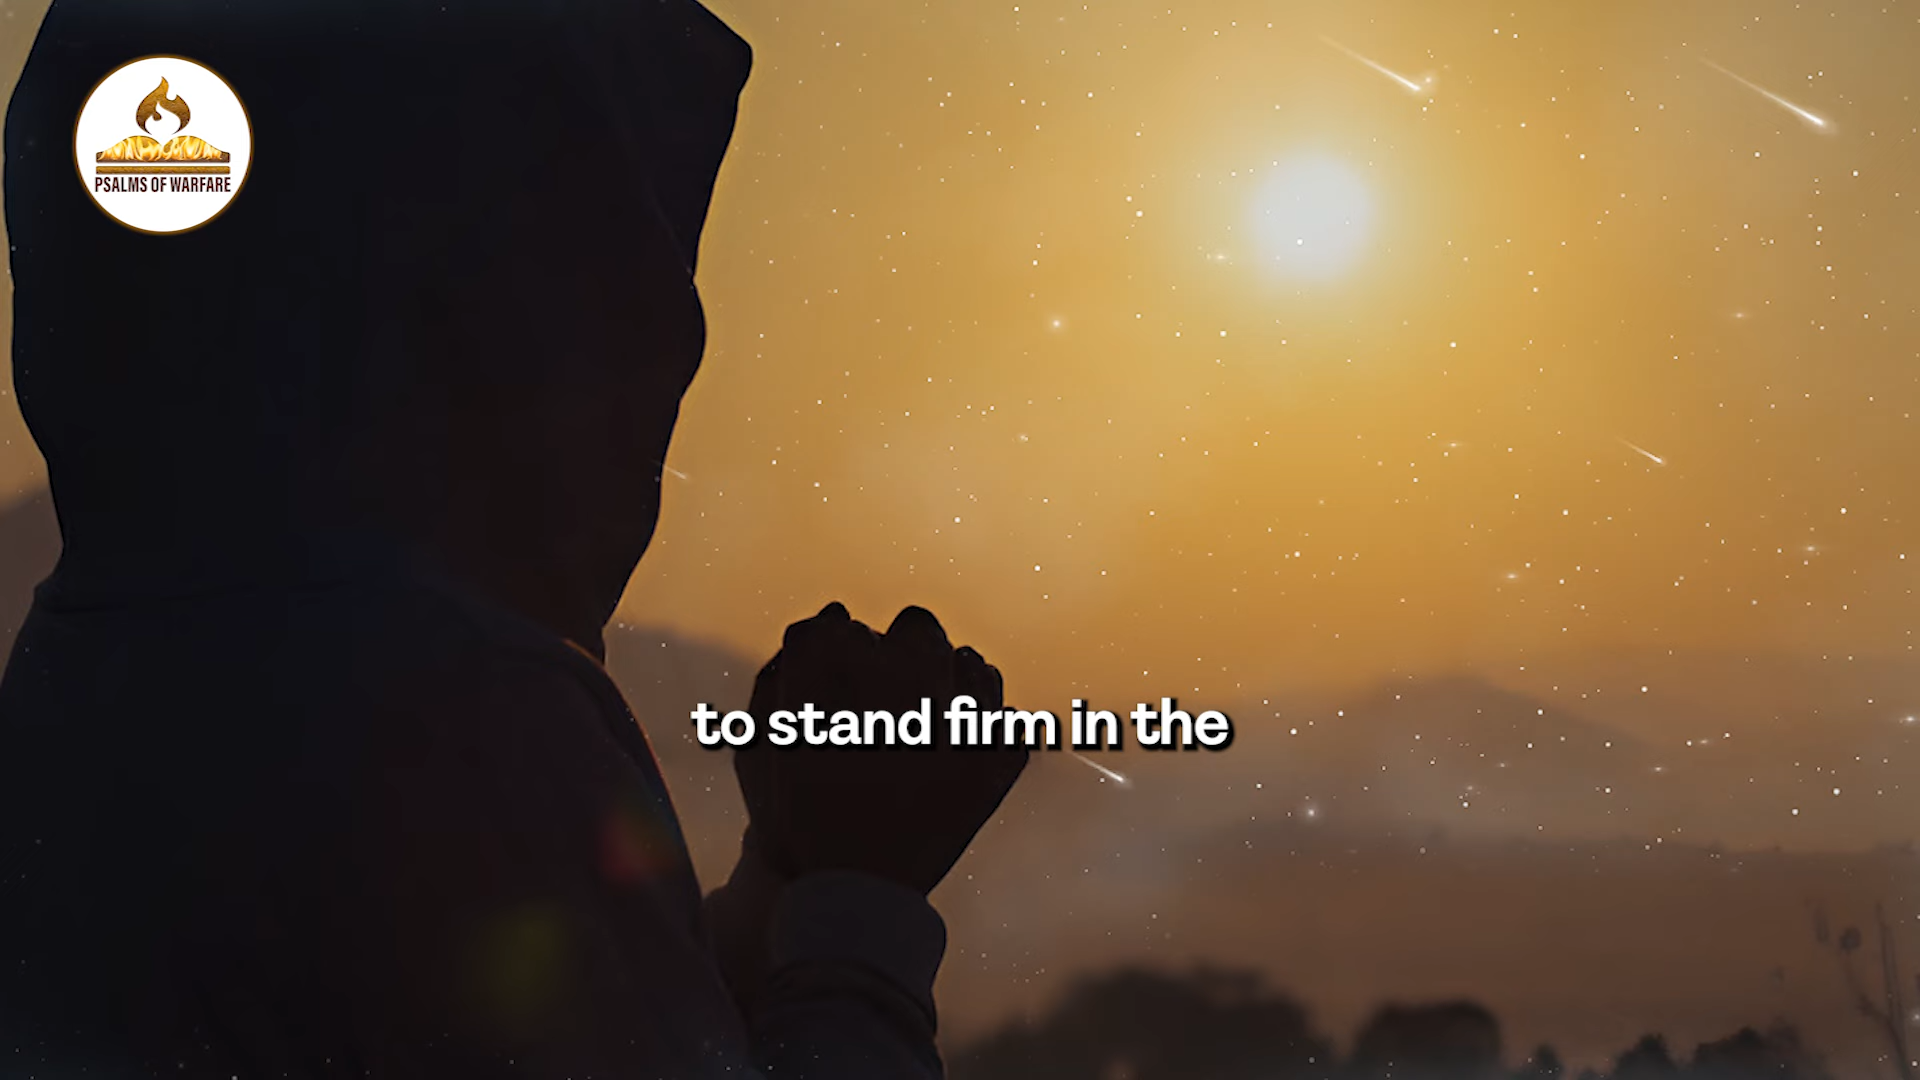 PSALMS OF WARFARE
to stand firm in the